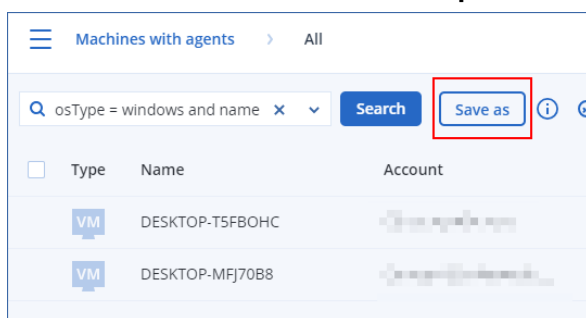 Machines with agents > All
osType = windows and name Search Save as
Type Name Account
VM DESKTOP-T5FBOHC
VM DESKTOP-MFJ70B8